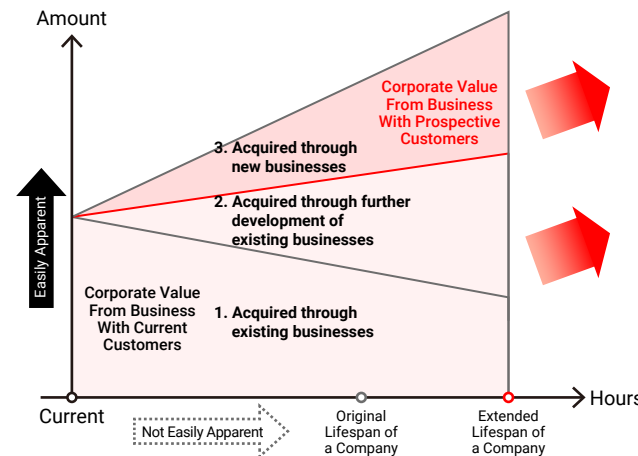 Amount
Corporate Value
From Business
With Prospective
Customers
3. Acquired through
new businesses
2. Acquired through further
development of
existing businesses
Easily Apparent
Corporate Value
From Business
With Current
Customers
1. Acquired through
existing businesses
Hours
Current
Not Easily Apparent
Original
Lifespan of
a Company
Extended
Lifespan of
a Company